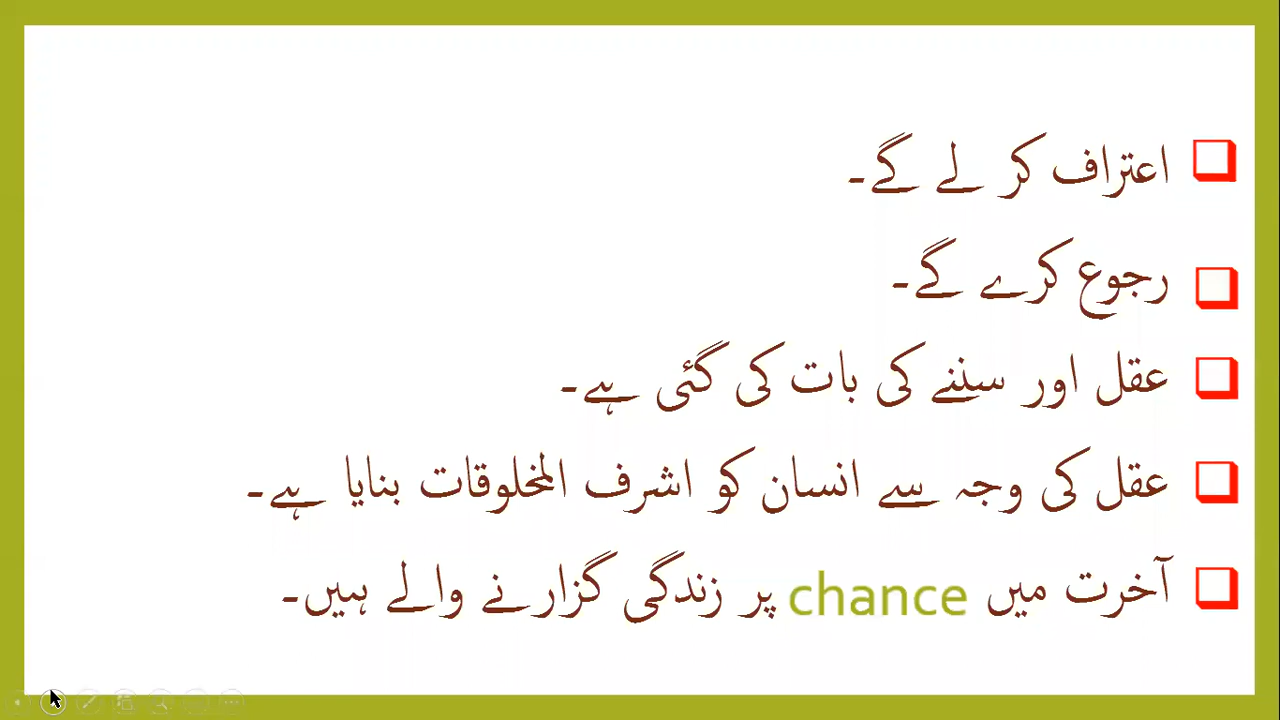 اعتراف کر لے گے۔
رجوع کرے گے۔
عقل اور سننے کی بات کی گئی ہے۔
عقل کی وجہ سے انسان کو اشرف المخلوقات بنایا ہے۔
آخرت میں chance پر زندگی گزارنے والے ہیں۔